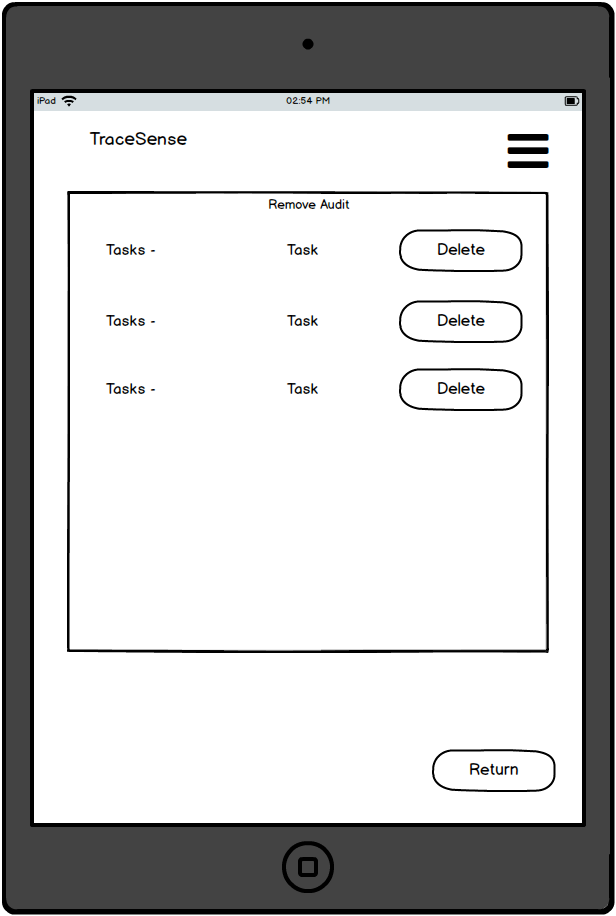 iPad 02:54 PM
TraceSense
Remove Audit
Tasks - Task Delete
Tasks - Task Delete
Tasks - Task Delete
Return